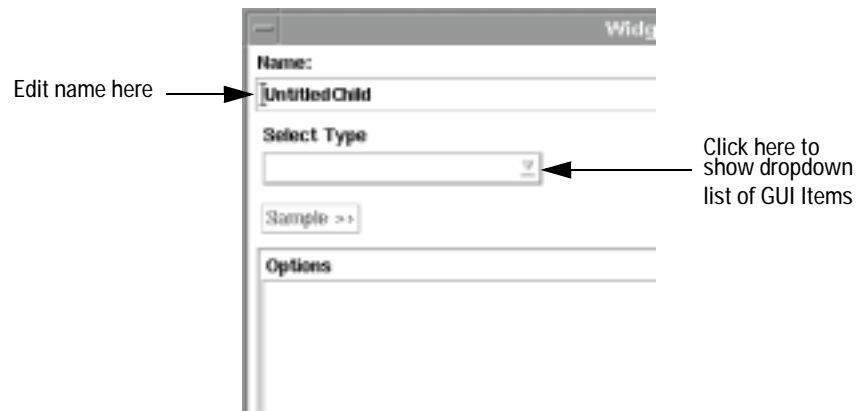 Widg
Name:
Edit name here
UntitledChild
Select Type
Click here to
show dropdown
list of GUI Items
Sample >>
Options